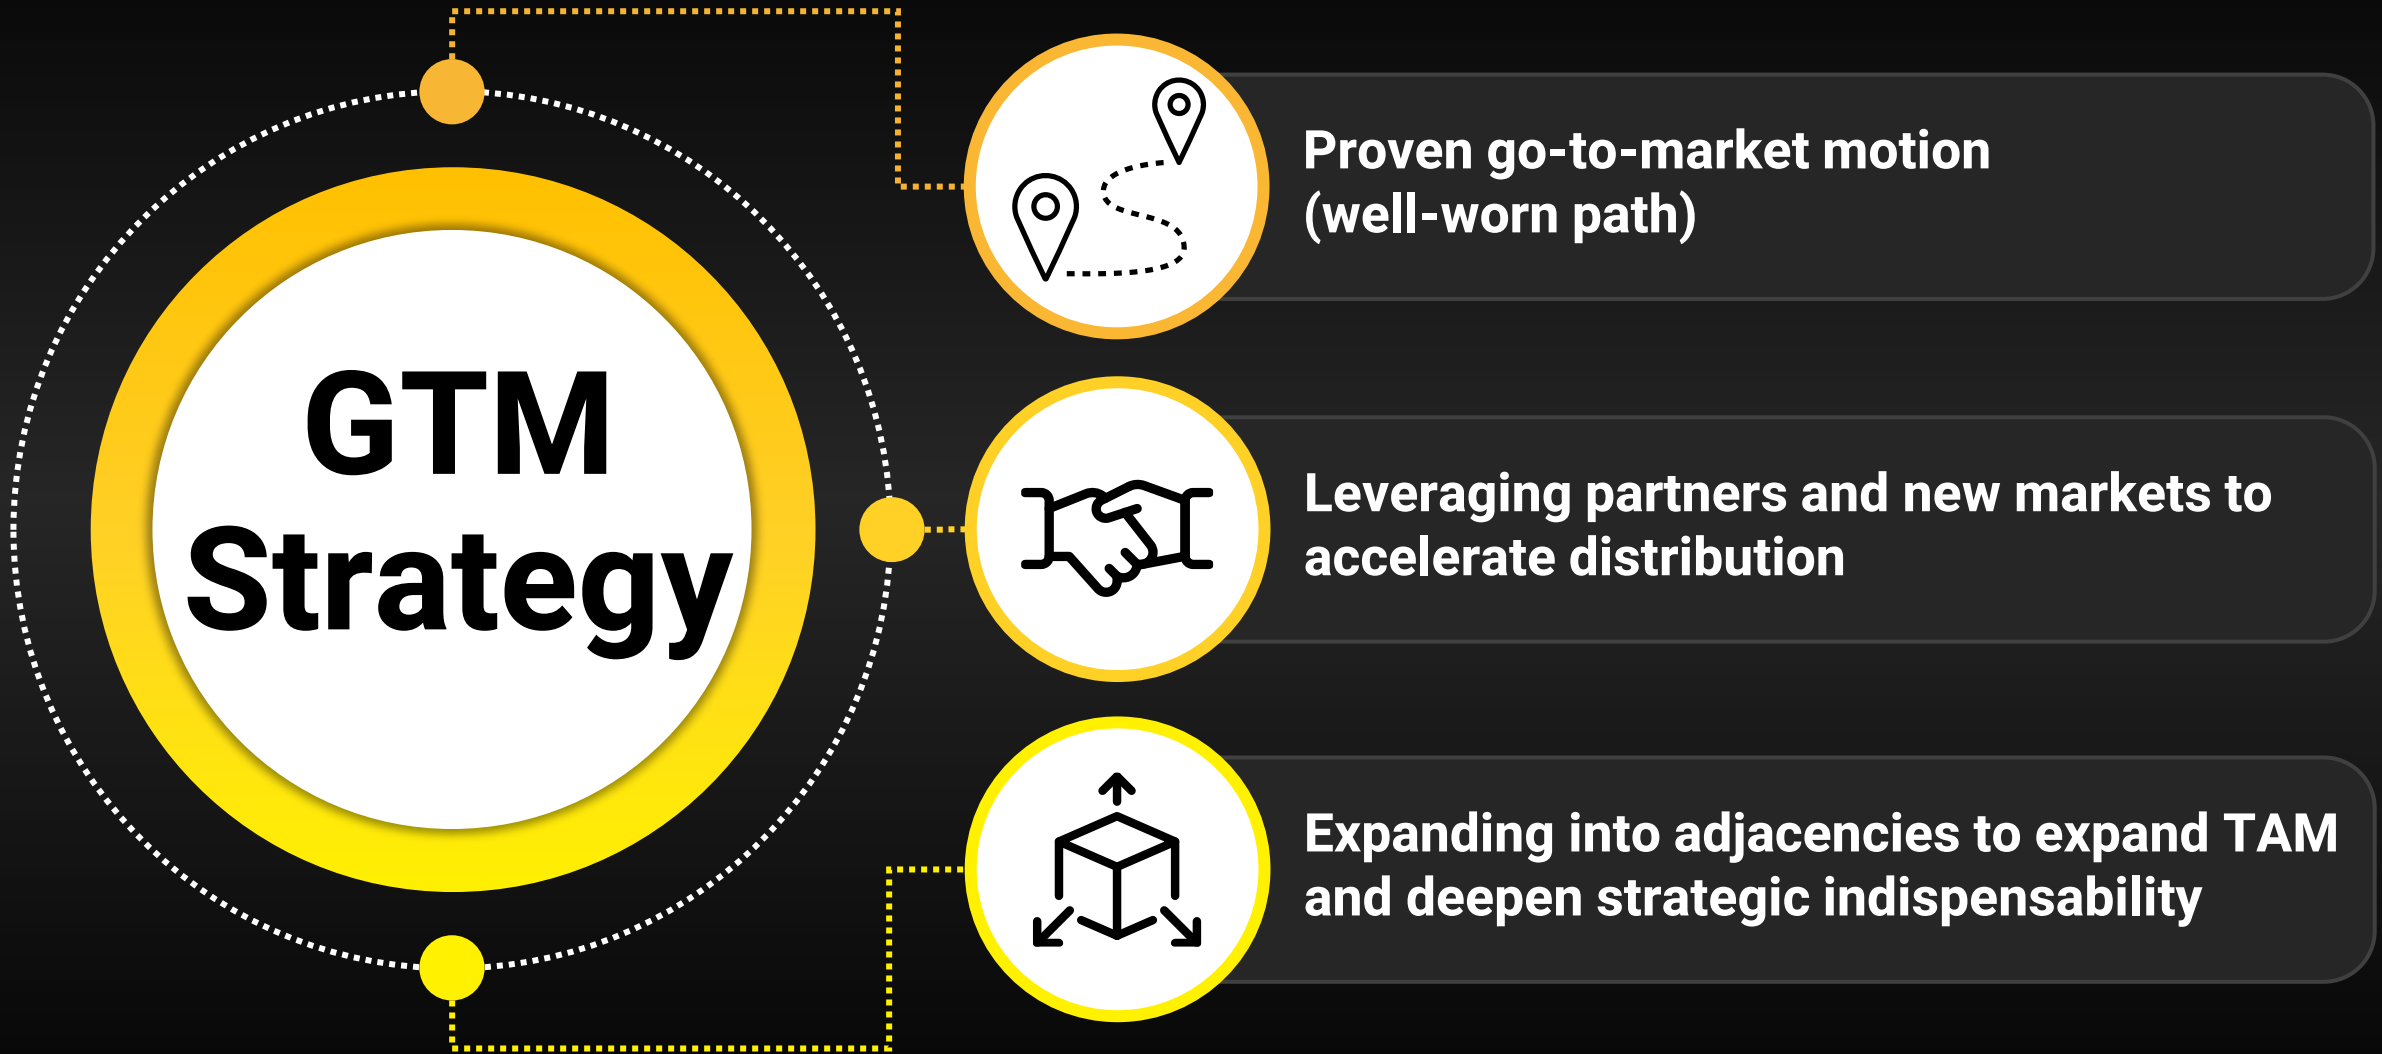 GTM
Strategy
Proven go-to-market motion
(well-worn path)
Leveraging partners and new markets to
accelerate distribution
Expanding into adjacencies to expand TAM
and deepen strategic indispensability